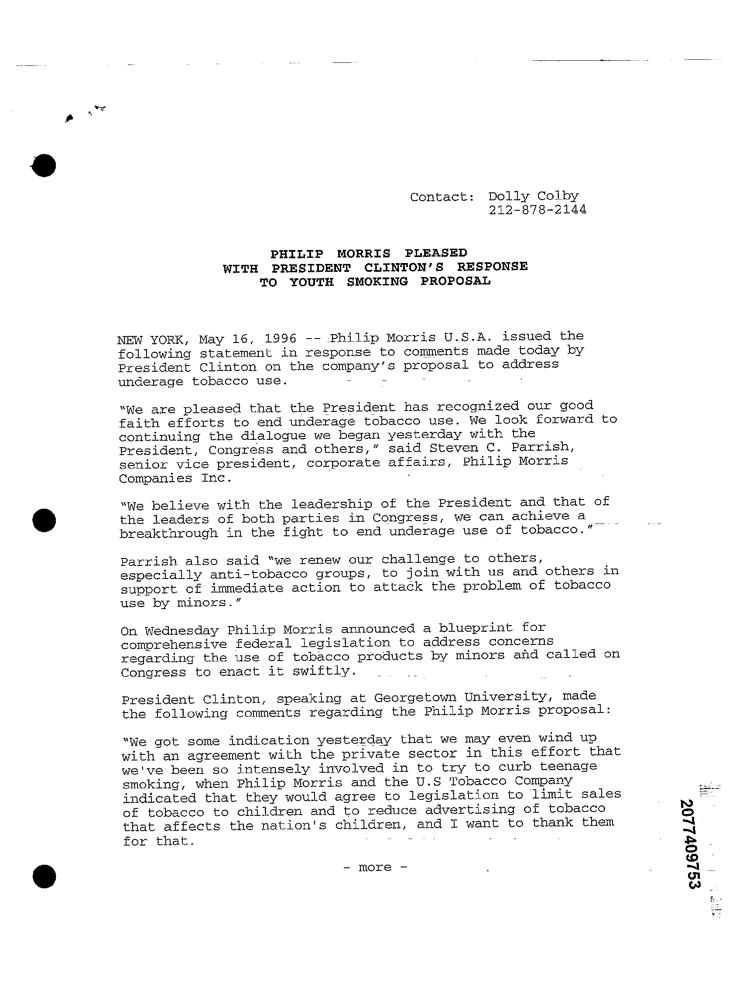 Contact: Dolly Colby
212-878-2144
PHILIP MORRIS PLEASED
WITH PRESIDENT CLINTON'S RESPONSE
TO YOUTH SMOKING PROPOSAL
NEW YORK, May 16, 1996 -- Philip Morris U.S.A. issued the
following statement in response to comments made today by
President Clinton on the company's proposal to address
underage tobacco use.
"We are pleased that the President has recognized our good
faith efforts to end underage tobacco use. We look forward to
continuing the dialogue we began yesterday with the
President, Congress and others," said Steven C. Parrish,
senior vice president, corporate affairs, Philip Morris
Companies Inc.
"We believe with the leadership of the President and that of
the leaders of both parties in Congress, we can achieve a
breakthrough in the fight to end underage use of tobacco."
Parrish also said "we renew our challenge to others,
especially anti-tobacco groups, to join with us and others in
support of immediate action to attack the problem of tobacco
use by minors."
On Wednesday Philip Morris announced a blueprint for
comprehensive federal legislation to address concerns
regarding the use of tobacco products by minors and called on
Congress to enact it swiftly.
President Clinton, speaking at Georgetown University, made
the following comments regarding the Philip Morris proposal:
"We got some indication yesterday that we may even wind up
with an agreement with the private sector in this effort that
we've been so intensely involved in to try to curb teenage
smoking, when Philip Morris and the U.S Tobacco Company
indicated that they would agree to legislation to limit sales
of tobacco to children and to reduce advertising of tobacco
that affects the nation's children, and I want to thank them
for that.
- more -
2077409753